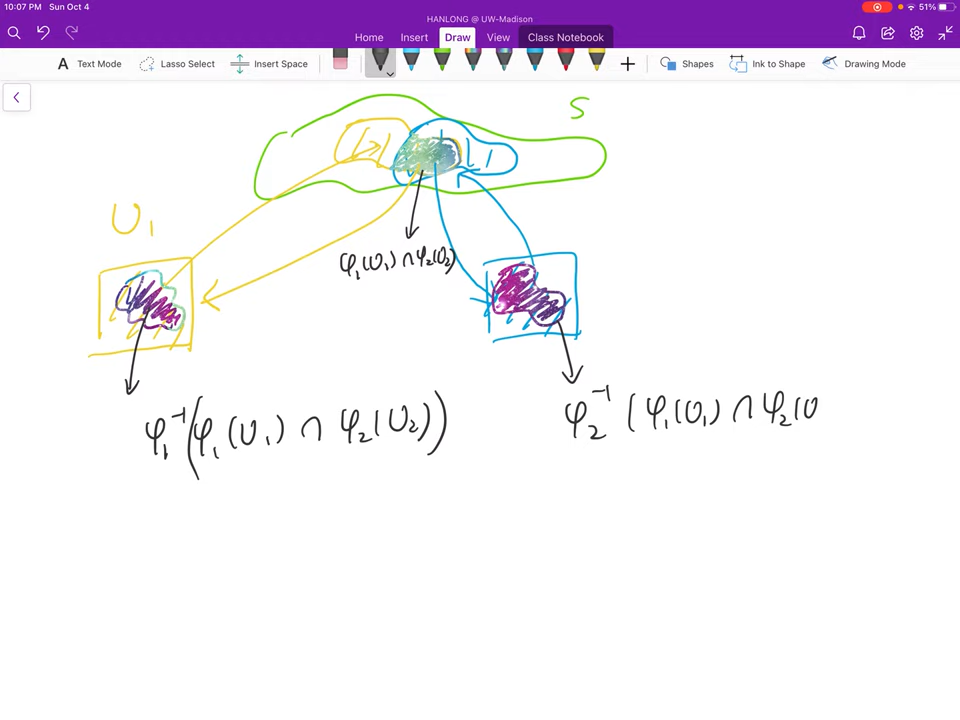 10:07 PM Sun Oct 4 51%
HANLONG @ UW-Madison
Home Insert Draw View Class Notebook
A Text Mode Lasso Select Insert Space Shapes Ink to Shape Drawing Mode
S
U₁
φ₁(U₁) ∩ φ₂(U₂)
φ₁⁻¹(φ₁(U₁) ∩ φ₂(U₂))
φ₂⁻¹(φ₁(U₁) ∩ φ₂(U